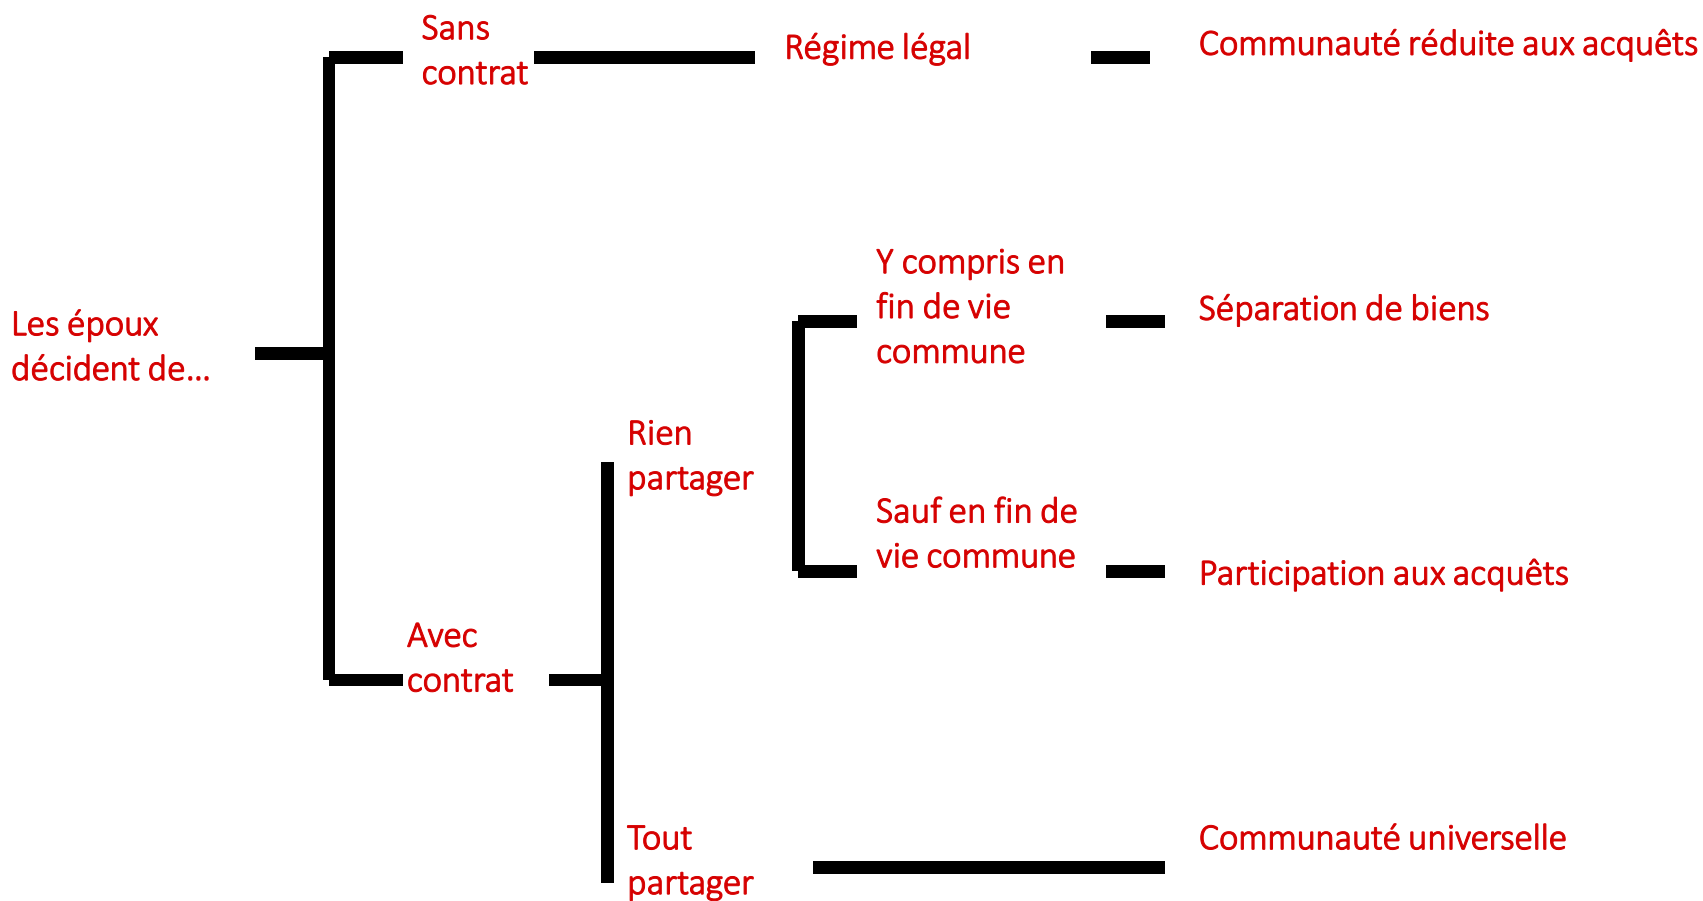 Sans
contrat
Régime légal
Communauté réduite aux acquêts
Les époux
décident de...
Y compris en
fin de vie
commune
Séparation de biens
Rien
partager
Sauf en fin de
vie commune
Participation aux acquêts
Avec
contrat
Tout
partager
Communauté universelle